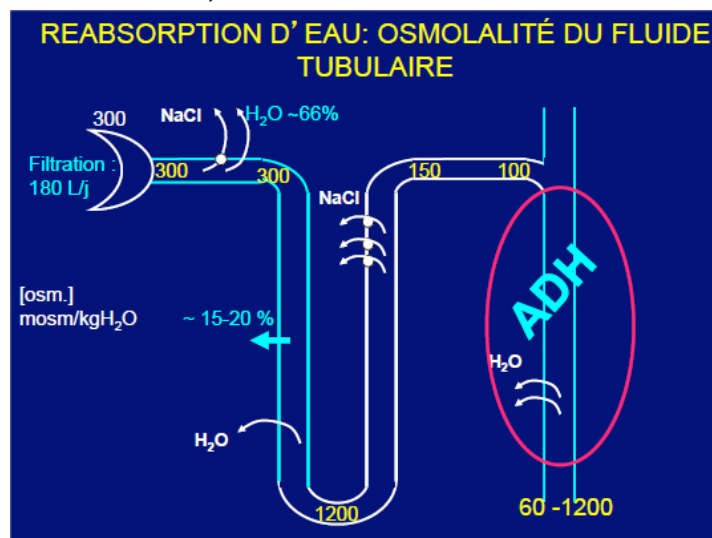 REABSORPTION D' EAU: OSMOLALITÉ DU FLUIDE
TUBULAIRE
300
NaCl
H₂O ~66%
Filtration :
180 L/j
300
300
NaCl
150
100
ADH
[osm.]
mosm/kgH₂O
~ 15-20 %
H₂O
H₂O
1200
60 -1200